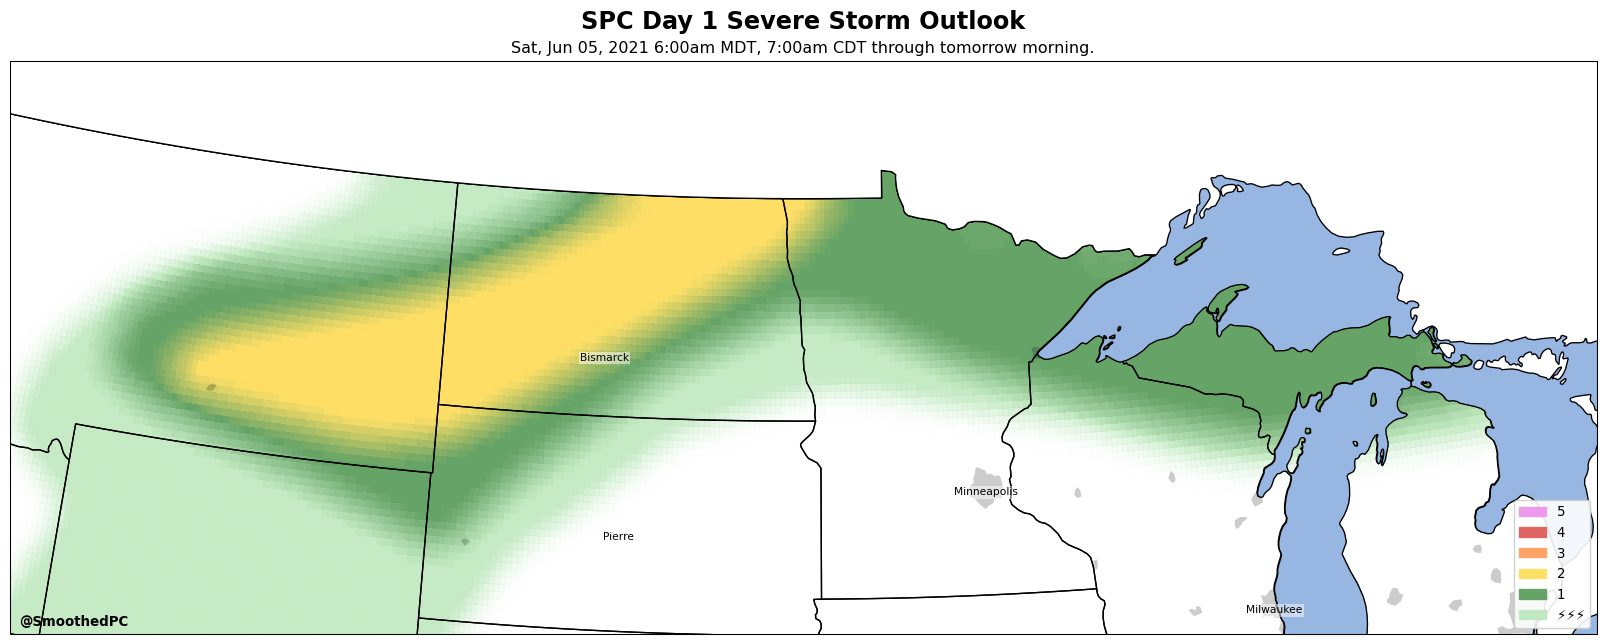 SPC Day 1 Severe Storm Outlook
Sat, Jun 05, 2021 6:00am MDT, 7:00am CDT through tomorrow morning.
Bismarck
Minneapolis
Pierre
Milwaukee
5
4
3
2
1
⚡⚡⚡
@SmoothedPC